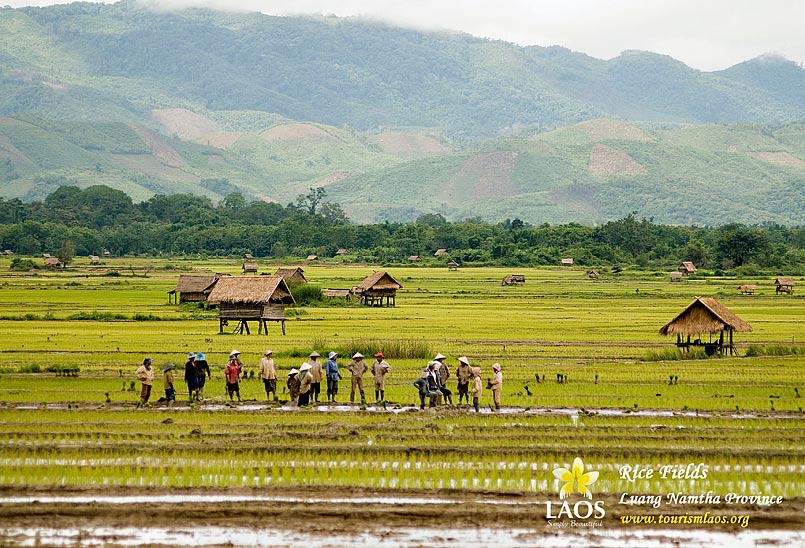 LAOS
Simply Beautiful
Rice Fields
Luang Namtha Province
www.tourismlaos.org